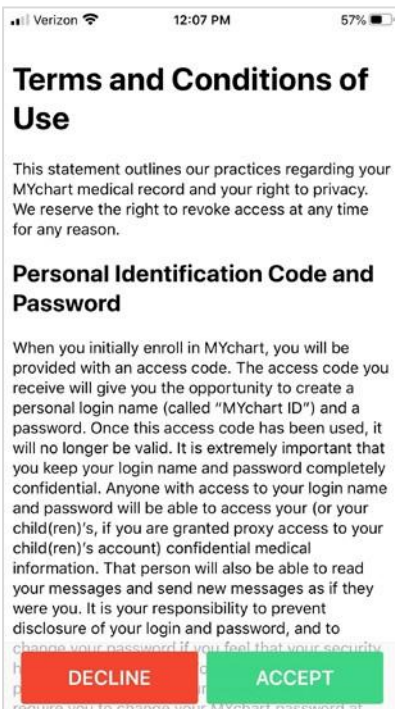 Verizon 12:07 PM 57%
Terms and Conditions of
Use
This statement outlines our practices regarding your
MYchart medical record and your right to privacy.
We reserve the right to revoke access at any time
for any reason.
Personal Identification Code and
Password
When you initially enroll in MYchart, you will be
provided with an access code. The access code you
receive will give you the opportunity to create a
personal login name (called “MYchart ID”) and a
password. Once this access code has been used, it
will no longer be valid. It is extremely important that
you keep your login name and password completely
confidential. Anyone with access to your login name
and password will be able to access your (or your
child(ren)’s, if you are granted proxy access to your
child(ren)’s account) confidential medical
information. That person will also be able to read
your messages and send new messages as if they
were you. It is your responsibility to prevent
disclosure of your login and password, and to
change your password if you feel that your security
DECLINE ACCEPT
require you to change your MYchart password at